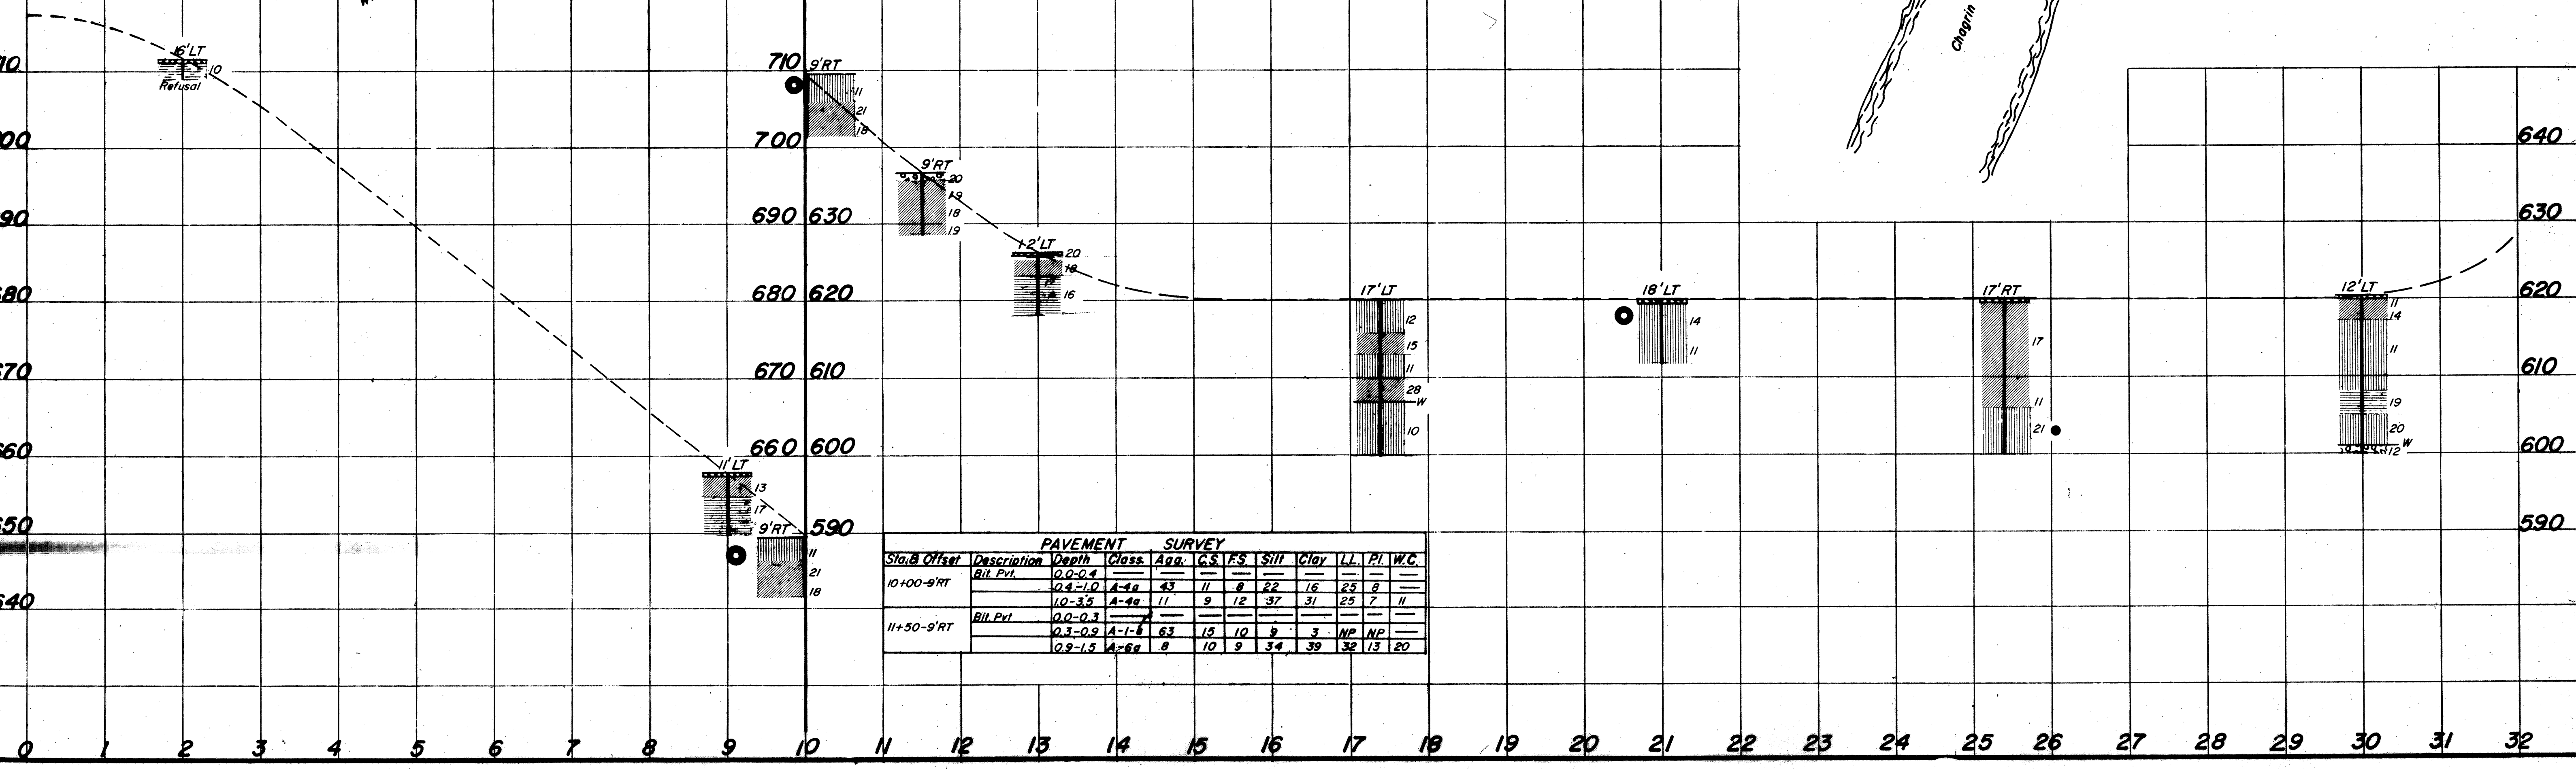 Chagrin
16'LT
10
Refusal
710 9'RT
11
21
18
700
640
9'RT
20
19
18
19
690 630
630
12'LT
20
18
16
680 620
17'LT
12
15
11
28
W
10
18'LT
14
11
17'RT
17
11
21
12'LT
11
14
11
19
20
W
12
620
670 610
610
660 600
600
11'LT
13
17
9'RT
11
21
18
590
590
PAVEMENT SURVEY
Sta.& Offset Description Depth Class. Agg. C.S. F.S. Silt Clay L.L. P.I. W.C.
Bit. Pvt. 0.0-0.4 — — — — — — — — —
10+00-9'RT 0.4-1.0 A-4a 43 11 8 22 16 25 8 —
1.0-3.5 A-4a 11 9 12 37 31 25 7 11
Bit. Pvt 0.0-0.3 — — — — — — — — —
11+50-9'RT 0.3-0.9 63 15 10 9 3 NP NP —
0.9-1.5 A-6a 8 10 9 34 39 32 13 20
0 1 2 3 4 5 6 7 8 9 10 11 12 13 14 15 16 17 18 19 20 21 22 23 24 25 26 27 28 29 30 31 32